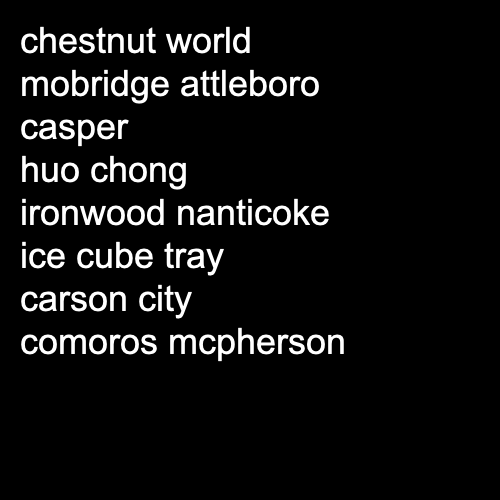 chestnut world
mobridge attleboro
casper
huo chong
ironwood nanticoke
ice cube tray
carson city
comoros mcpherson